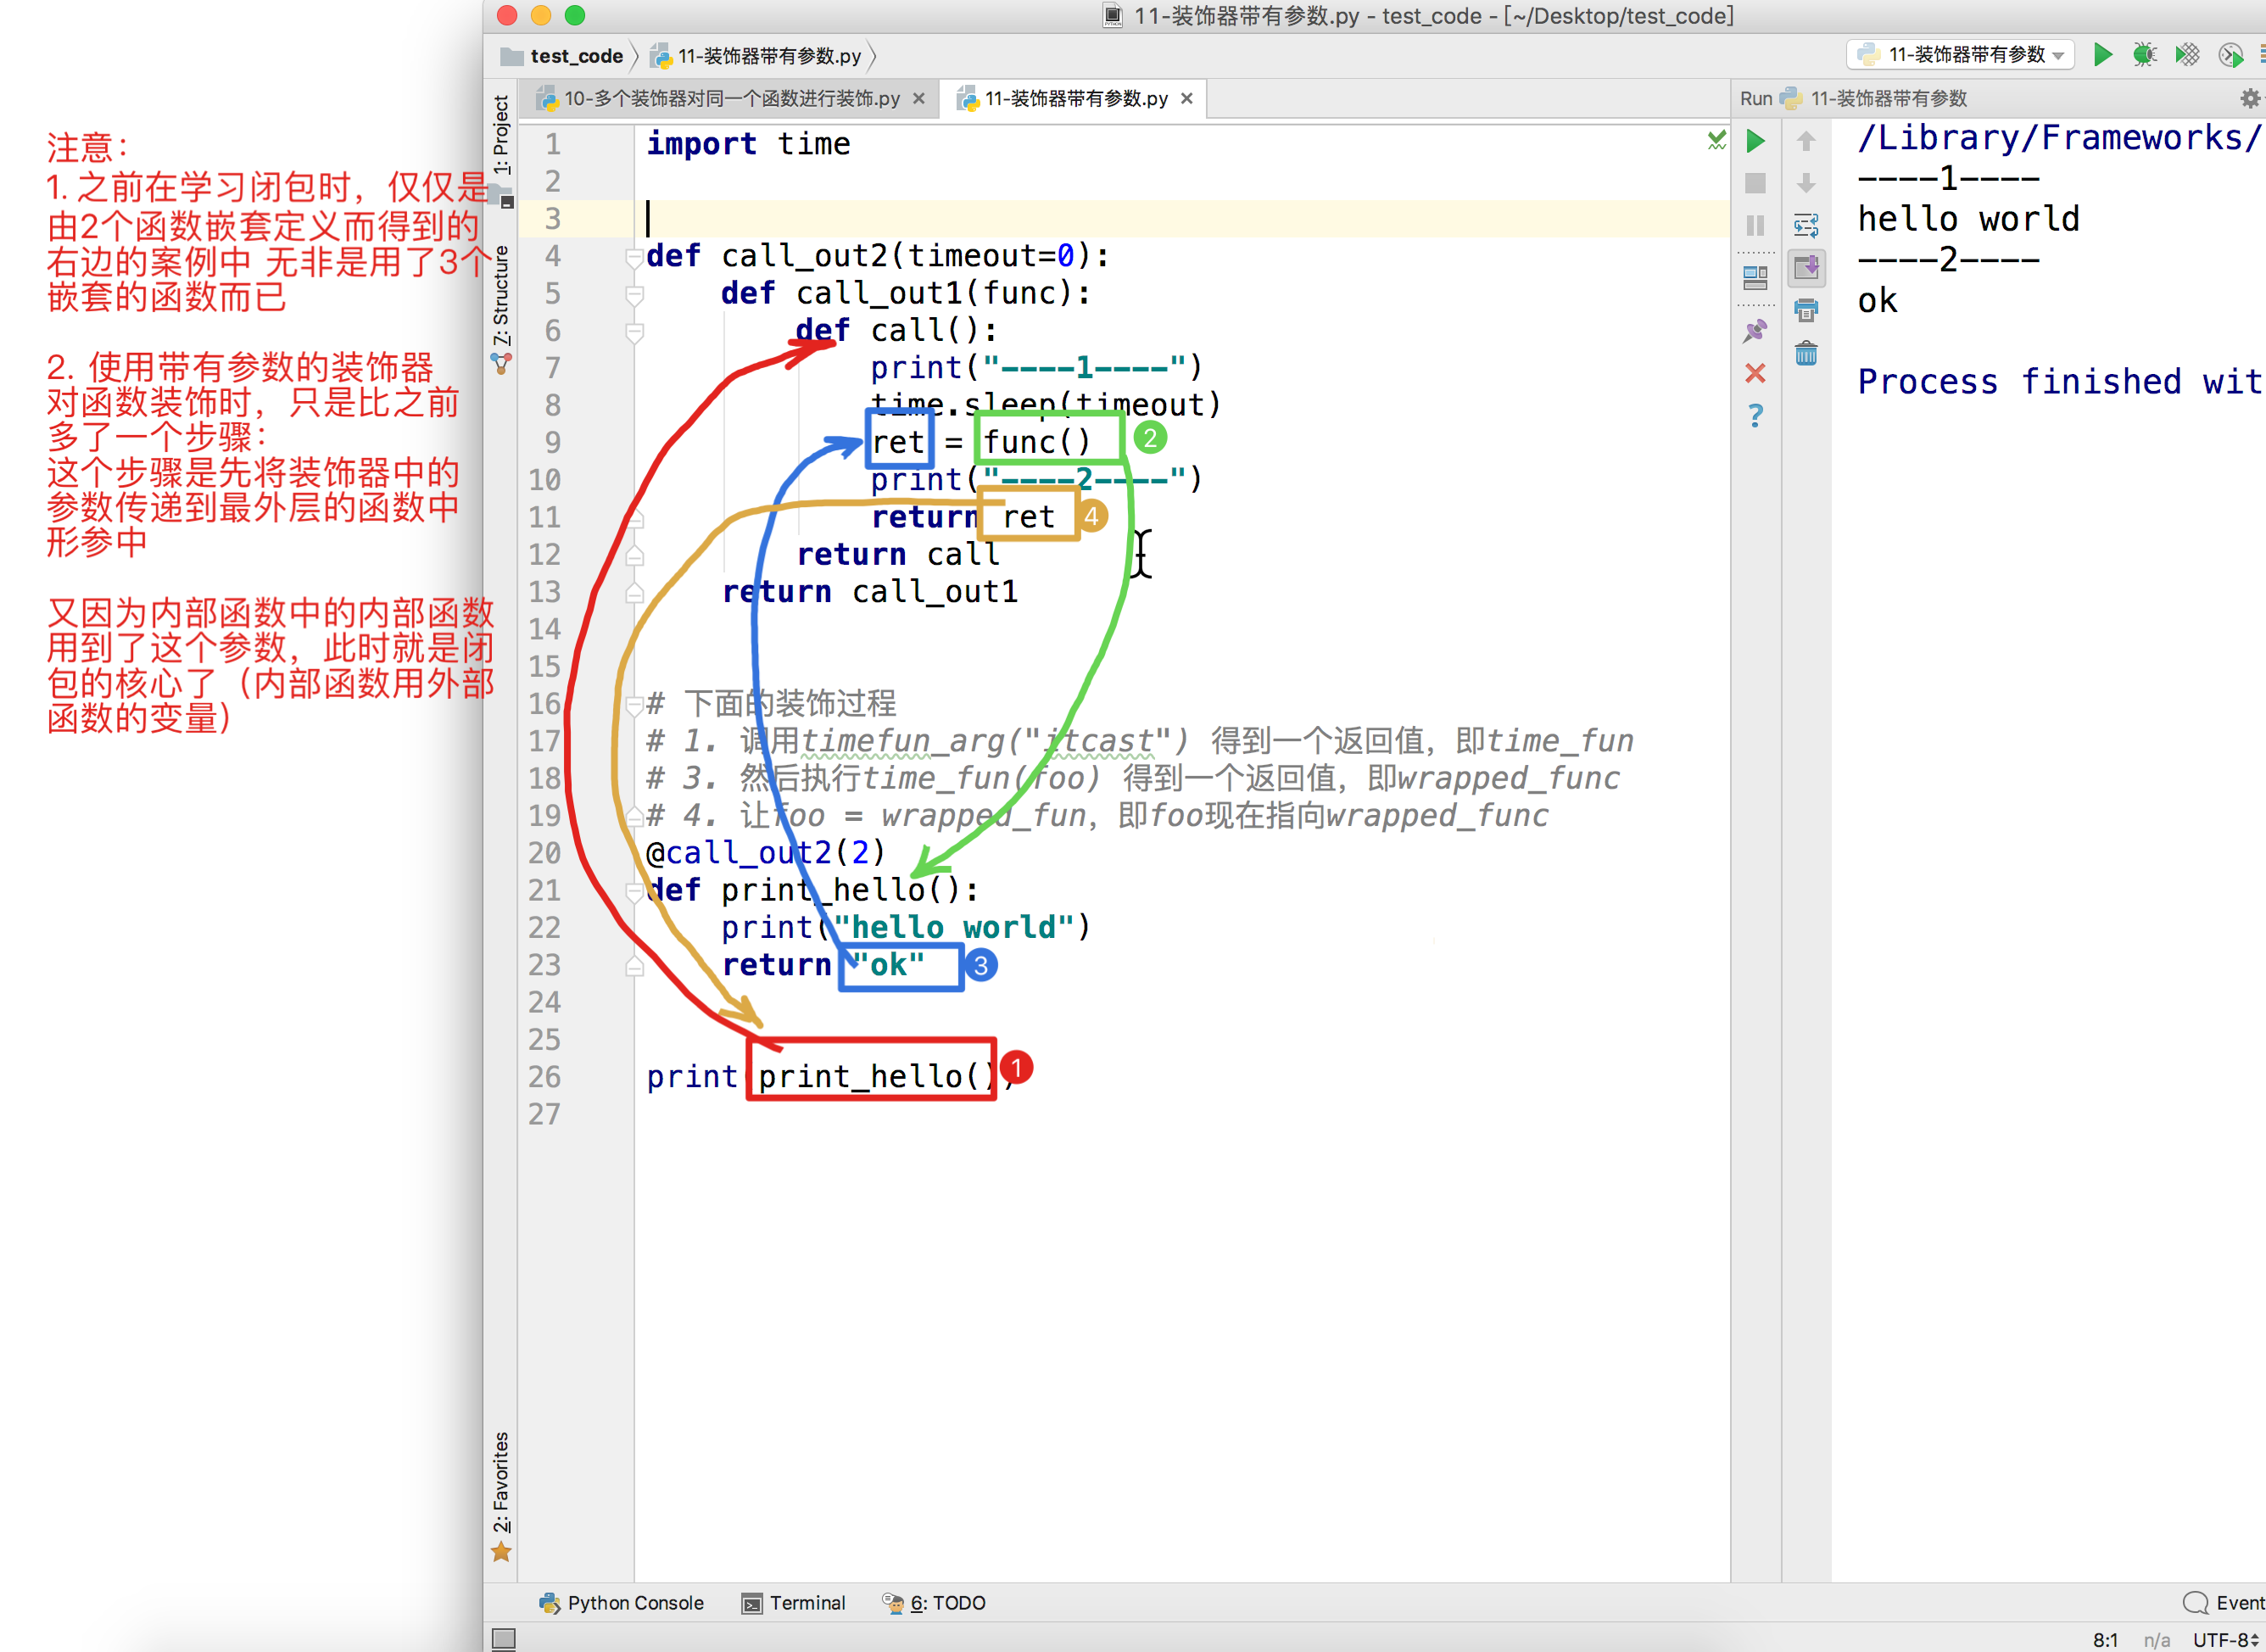 11-装饰器带有参数.py - test_code - [~/Desktop/test_code]
test_code
11-装饰器带有参数.py
11-装饰器带有参数
10-多个装饰器对同一个函数进行装饰.py
11-装饰器带有参数.py
Run 11-装饰器带有参数
1: Project
7: Structure
2: Favorites
注意：
1. 之前在学习闭包时，仅仅是
由2个函数嵌套定义而得到的
右边的案例中 无非是用了3个
嵌套的函数而已
2. 使用带有参数的装饰器
对函数装饰时，只是比之前
多了一个步骤：
这个步骤是先将装饰器中的
参数传递到最外层的函数中
形参中
又因为内部函数中的内部函数
用到了这个参数，此时就是闭
包的核心了（内部函数用外部
函数的变量）
1 import time
2
3
4 def call_out2(timeout=0):
5 def call_out1(func):
6 def call():
7 print("----1----")
8 time.sleep(timeout)
9 ret = func() 2
10 print("----2----")
11 return ret 4
12 return call
13 return call_out1
14
15
16 # 下面的装饰过程
17 # 1. 调用timefun_arg("itcast") 得到一个返回值，即time_fun
18 # 3. 然后执行time_fun(foo) 得到一个返回值，即wrapped_func
19 # 4. 让foo = wrapped_fun，即foo现在指向wrapped_func
20 @call_out2(2)
21 def print_hello():
22 print("hello world")
23 return "ok" 3
24
25
26 print(print_hello()) 1
27
/Library/Frameworks/
----1----
hello world
----2----
ok
Process finished wit
Python Console
Terminal
6: TODO
Event
8:1 n/a UTF-8